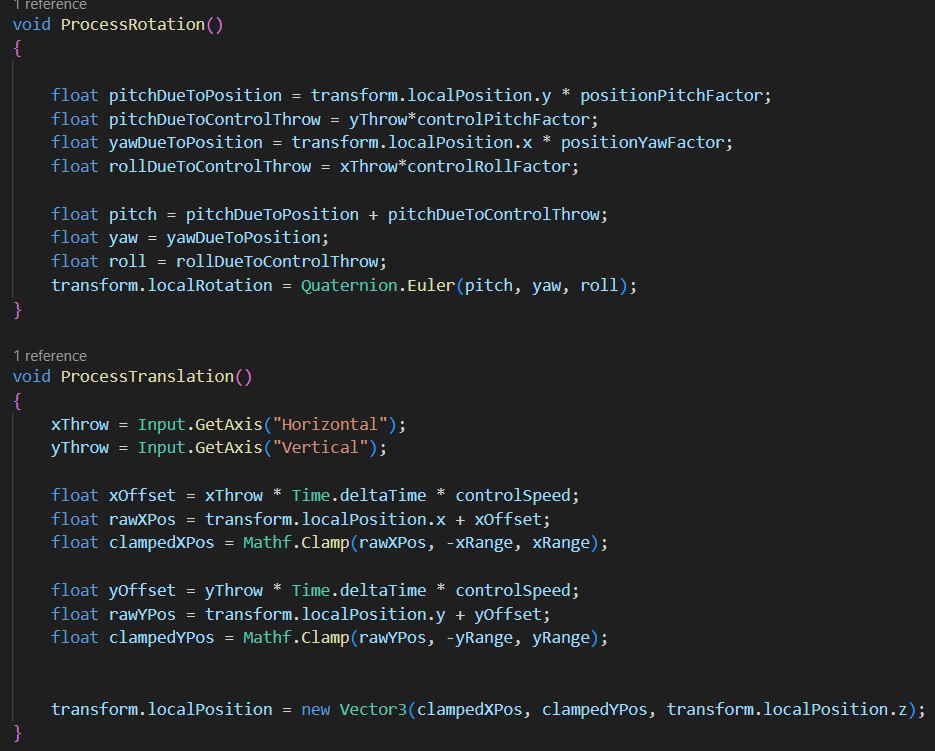 1 reference
void ProcessRotation()
{
float pitchDueToPosition = transform.localPosition.y * positionPitchFactor;
float pitchDueToControlThrow = yThrow*controlPitchFactor;
float yawDueToPosition = transform.localPosition.x * positionYawFactor;
float rollDueToControlThrow = xThrow*controlRollFactor;
float pitch = pitchDueToPosition + pitchDueToControlThrow;
float yaw = yawDueToPosition;
float roll = rollDueToControlThrow;
transform.localRotation = Quaternion.Euler(pitch, yaw, roll);
}
1 reference
void ProcessTranslation()
{
xThrow = Input.GetAxis("Horizontal");
yThrow = Input.GetAxis("Vertical");
float xOffset = xThrow * Time.deltaTime * controlSpeed;
float rawXPos = transform.localPosition.x + xOffset;
float clampedXPos = Mathf.Clamp(rawXPos, -xRange, xRange);
float yOffset = yThrow * Time.deltaTime * controlSpeed;
float rawYPos = transform.localPosition.y + yOffset;
float clampedYPos = Mathf.Clamp(rawYPos, -yRange, yRange);
transform.localPosition = new Vector3(clampedXPos, clampedYPos, transform.localPosition.z);
}